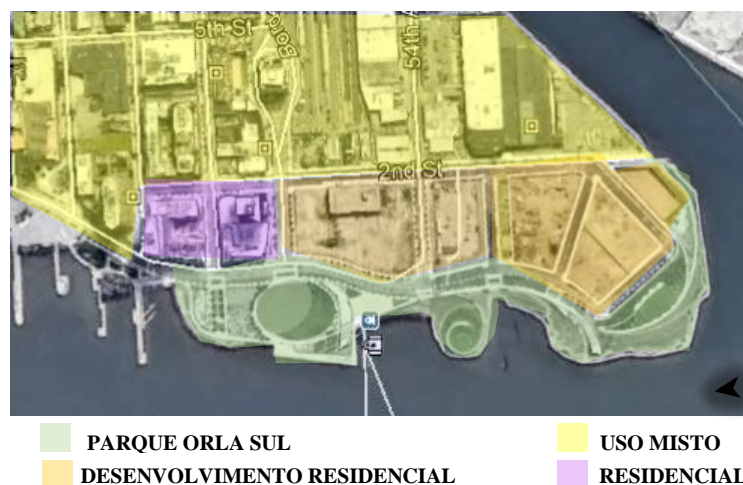 5th St
54th A
2nd St
PARQUE ORLA SUL
USO MISTO
DESENVOLVIMENTO RESIDENCIAL
RESIDENCIAL